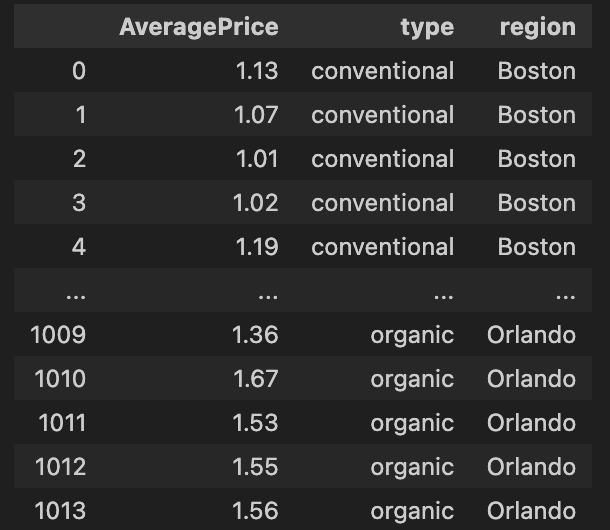 AveragePrice type region
0 1.13 conventional Boston
1 1.07 conventional Boston
2 1.01 conventional Boston
3 1.02 conventional Boston
4 1.19 conventional Boston
... ... ... ...
1009 1.36 organic Orlando
1010 1.67 organic Orlando
1011 1.53 organic Orlando
1012 1.55 organic Orlando
1013 1.56 organic Orlando